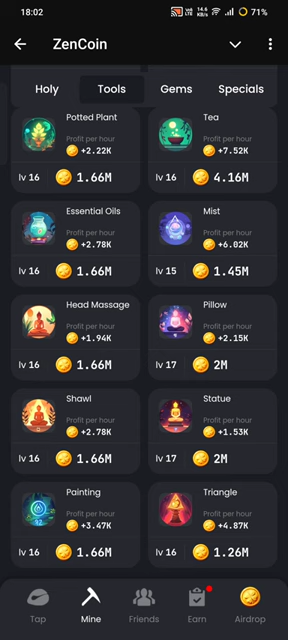 18:02
Vo) LTE 14.6 KB/s 71%
ZenCoin
Holy Tools Gems Specials
Potted Plant
Profit per hour
+2.22K
lv 16 1.66M
Tea
Profit per hour
+7.52K
lv 16 4.16M
Essential Oils
Profit per hour
+2.78K
lv 16 1.66M
Mist
Profit per hour
+6.02K
lv 15 1.45M
Head Massage
Profit per hour
+1.94K
lv 16 1.66M
Pillow
Profit per hour
+2.15K
lv 17 2M
Shawl
Profit per hour
+2.78K
lv 16 1.66M
Statue
Profit per hour
+1.53K
lv 17 2M
Painting
Profit per hour
+3.47K
lv 16 1.66M
Triangle
Profit per hour
+4.87K
lv 16 1.26M
Tap Mine Friends Earn Airdrop